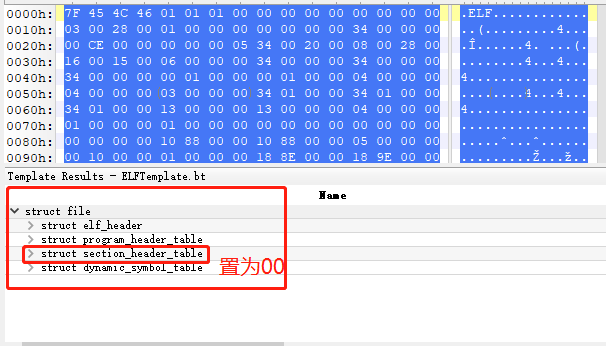 0000h: 7F 45 4C 46 01 01 01 00 00 00 00 00 00 00 00 00 .ELF............
0010h: 03 00 28 00 01 00 00 00 00 00 00 00 34 00 00 00 ..(.........4...
0020h: 00 CE 00 00 00 00 00 05 34 00 20 00 08 00 28 00 .Î......4. ...(.
0030h: 16 00 15 00 06 00 00 00 34 00 00 00 34 00 00 00 ........4...4...
0040h: 34 00 00 00 00 01 00 00 00 01 00 00 04 00 00 00 4...............
0050h: 04 00 00 00 03 00 00 00 34 01 00 00 34 01 00 00 ........4...4...
0060h: 34 01 00 00 13 00 00 00 13 00 00 00 04 00 00 00 4...............
0070h: 01 00 00 00 01 00 00 00 00 00 00 00 00 00 00 00 ................
0080h: 00 00 00 00 10 88 00 00 10 88 00 00 05 00 00 00 .....ˆ...ˆ......
0090h: 00 10 00 00 01 00 00 00 18 8E 00 00 18 9E 00 00 .........Ž...ž..
Template Results - ELFTemplate.bt
Name
struct file
struct elf_header
struct program_header_table
struct section_header_table
struct dynamic_symbol_table 置为00